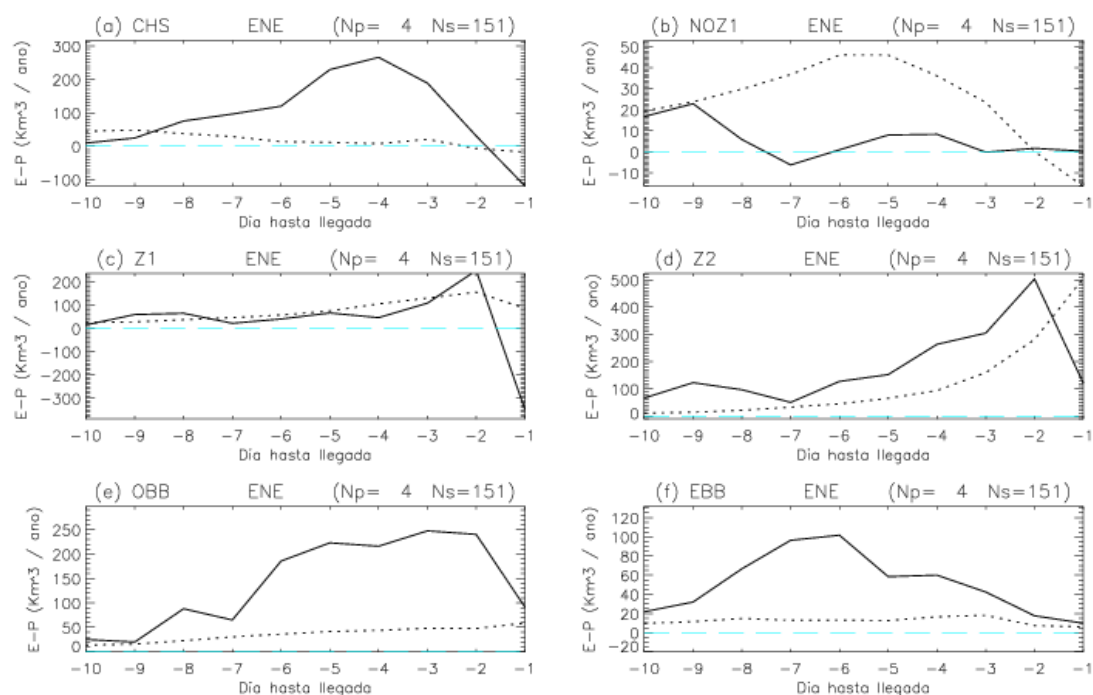 (a) CHS ENE (Np= 4 Ns=151)
300
200
100
0
-100
E-P (Km^3 / ano)
-10 -9 -8 -7 -6 -5 -4 -3 -2 -1
Dia hasta llegada
(b) NOZ1 ENE (Np= 4 Ns=151)
50
40
30
20
10
0
-10
E-P (Km^3 / ano)
-10 -9 -8 -7 -6 -5 -4 -3 -2 -1
Dia hasta llegada
(c) Z1 ENE (Np= 4 Ns=151)
200
100
0
-100
-200
-300
E-P (Km^3 / ano)
-10 -9 -8 -7 -6 -5 -4 -3 -2 -1
Dia hasta llegada
(d) Z2 ENE (Np= 4 Ns=151)
500
400
300
200
100
0
E-P (Km^3 / ano)
-10 -9 -8 -7 -6 -5 -4 -3 -2 -1
Dia hasta llegada
(e) OBB ENE (Np= 4 Ns=151)
250
200
150
100
50
0
E-P (Km^3 / ano)
-10 -9 -8 -7 -6 -5 -4 -3 -2 -1
Dia hasta llegada
(f) EBB ENE (Np= 4 Ns=151)
120
100
80
60
40
20
0
-20
E-P (Km^3 / ano)
-10 -9 -8 -7 -6 -5 -4 -3 -2 -1
Dia hasta llegada